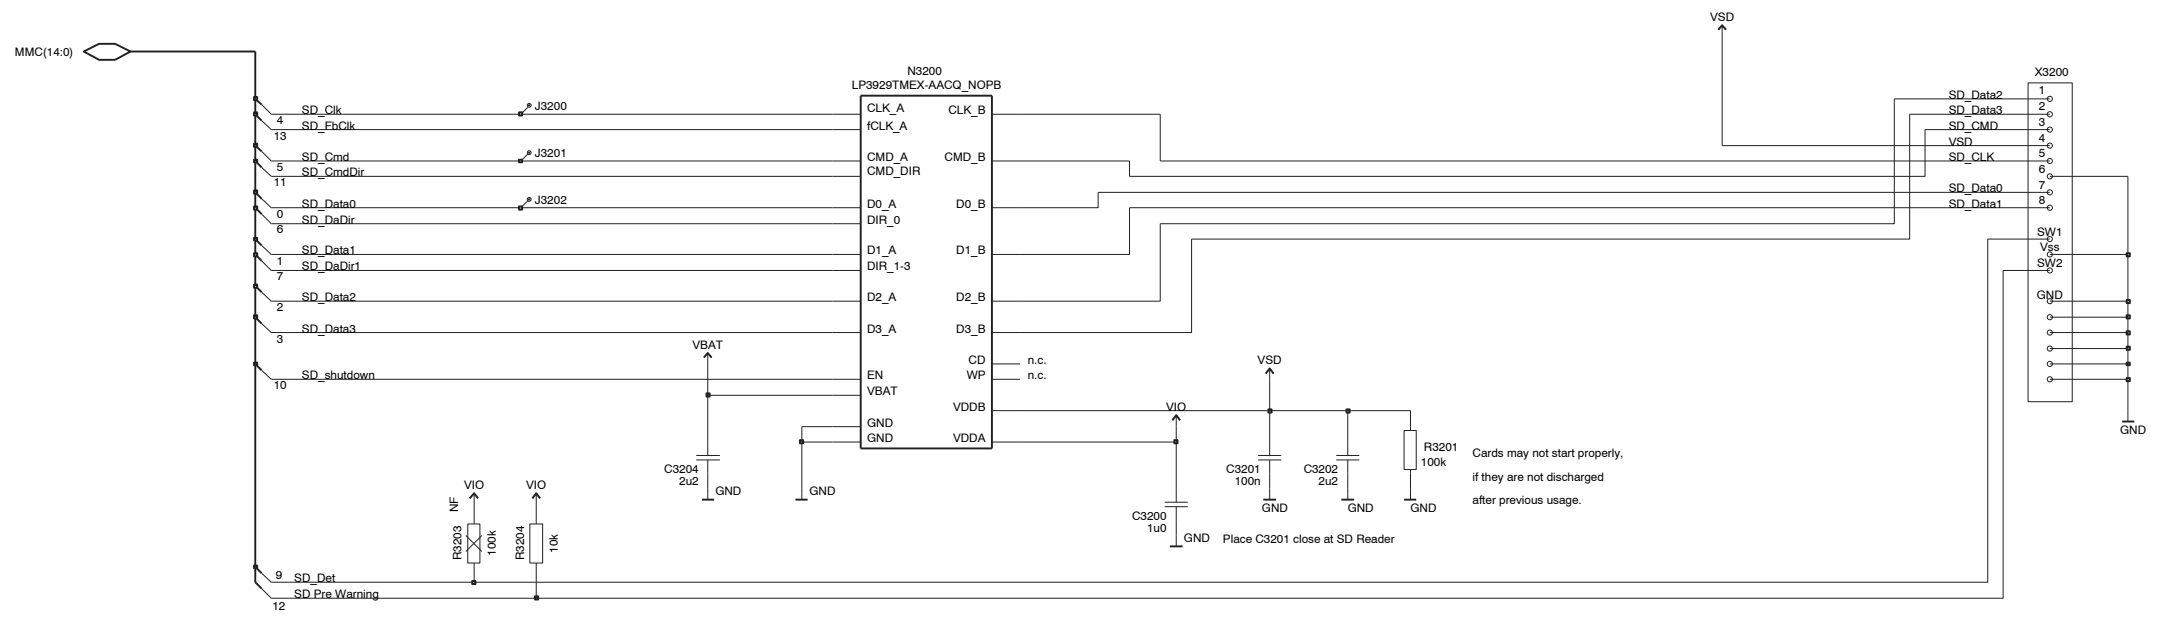 VSD
MMC(14:0)
N3200
LP3929TMEX-AACQ_NOPB
X3200
SD_Clk
4
J3200
CLK_A
CLK_B
SD_Data2
1
SD_FbClk
13
fCLK_A
SD_Data3
2
SD_CMD
3
VSD
4
SD_Cmd
5
J3201
CMD_A
CMD_B
SD_CLK
5
SD_CmdDir
11
CMD_DIR
6
SD_Data0
7
SD_Data0
0
J3202
D0_A
D0_B
SD_Data1
8
SD_DaDir
6
DIR_0
SW1
Vss
SW2
GND
SD_Data1
1
D1_A
D1_B
SD_DaDir1
7
DIR_1-3
SD_Data2
2
D2_A
D2_B
SD_Data3
3
D3_A
D3_B
VBAT
CD
n.c.
VSD
SD_shutdown
10
EN
WP
n.c.
VBAT
VDDB
VIO
GND
GND
VDDA
GND
C3204
2u2
GND
GND
C3201
100n
GND
C3202
2u2
GND
R3201
100k
GND
Cards may not start properly,
if they are not discharged
after previous usage.
C3200
1u0
GND
Place C3201 close at SD Reader
VIO
NF
R3203
100k
VIO
R3204
10k
9
SD_Det
SD Pre Warning
12